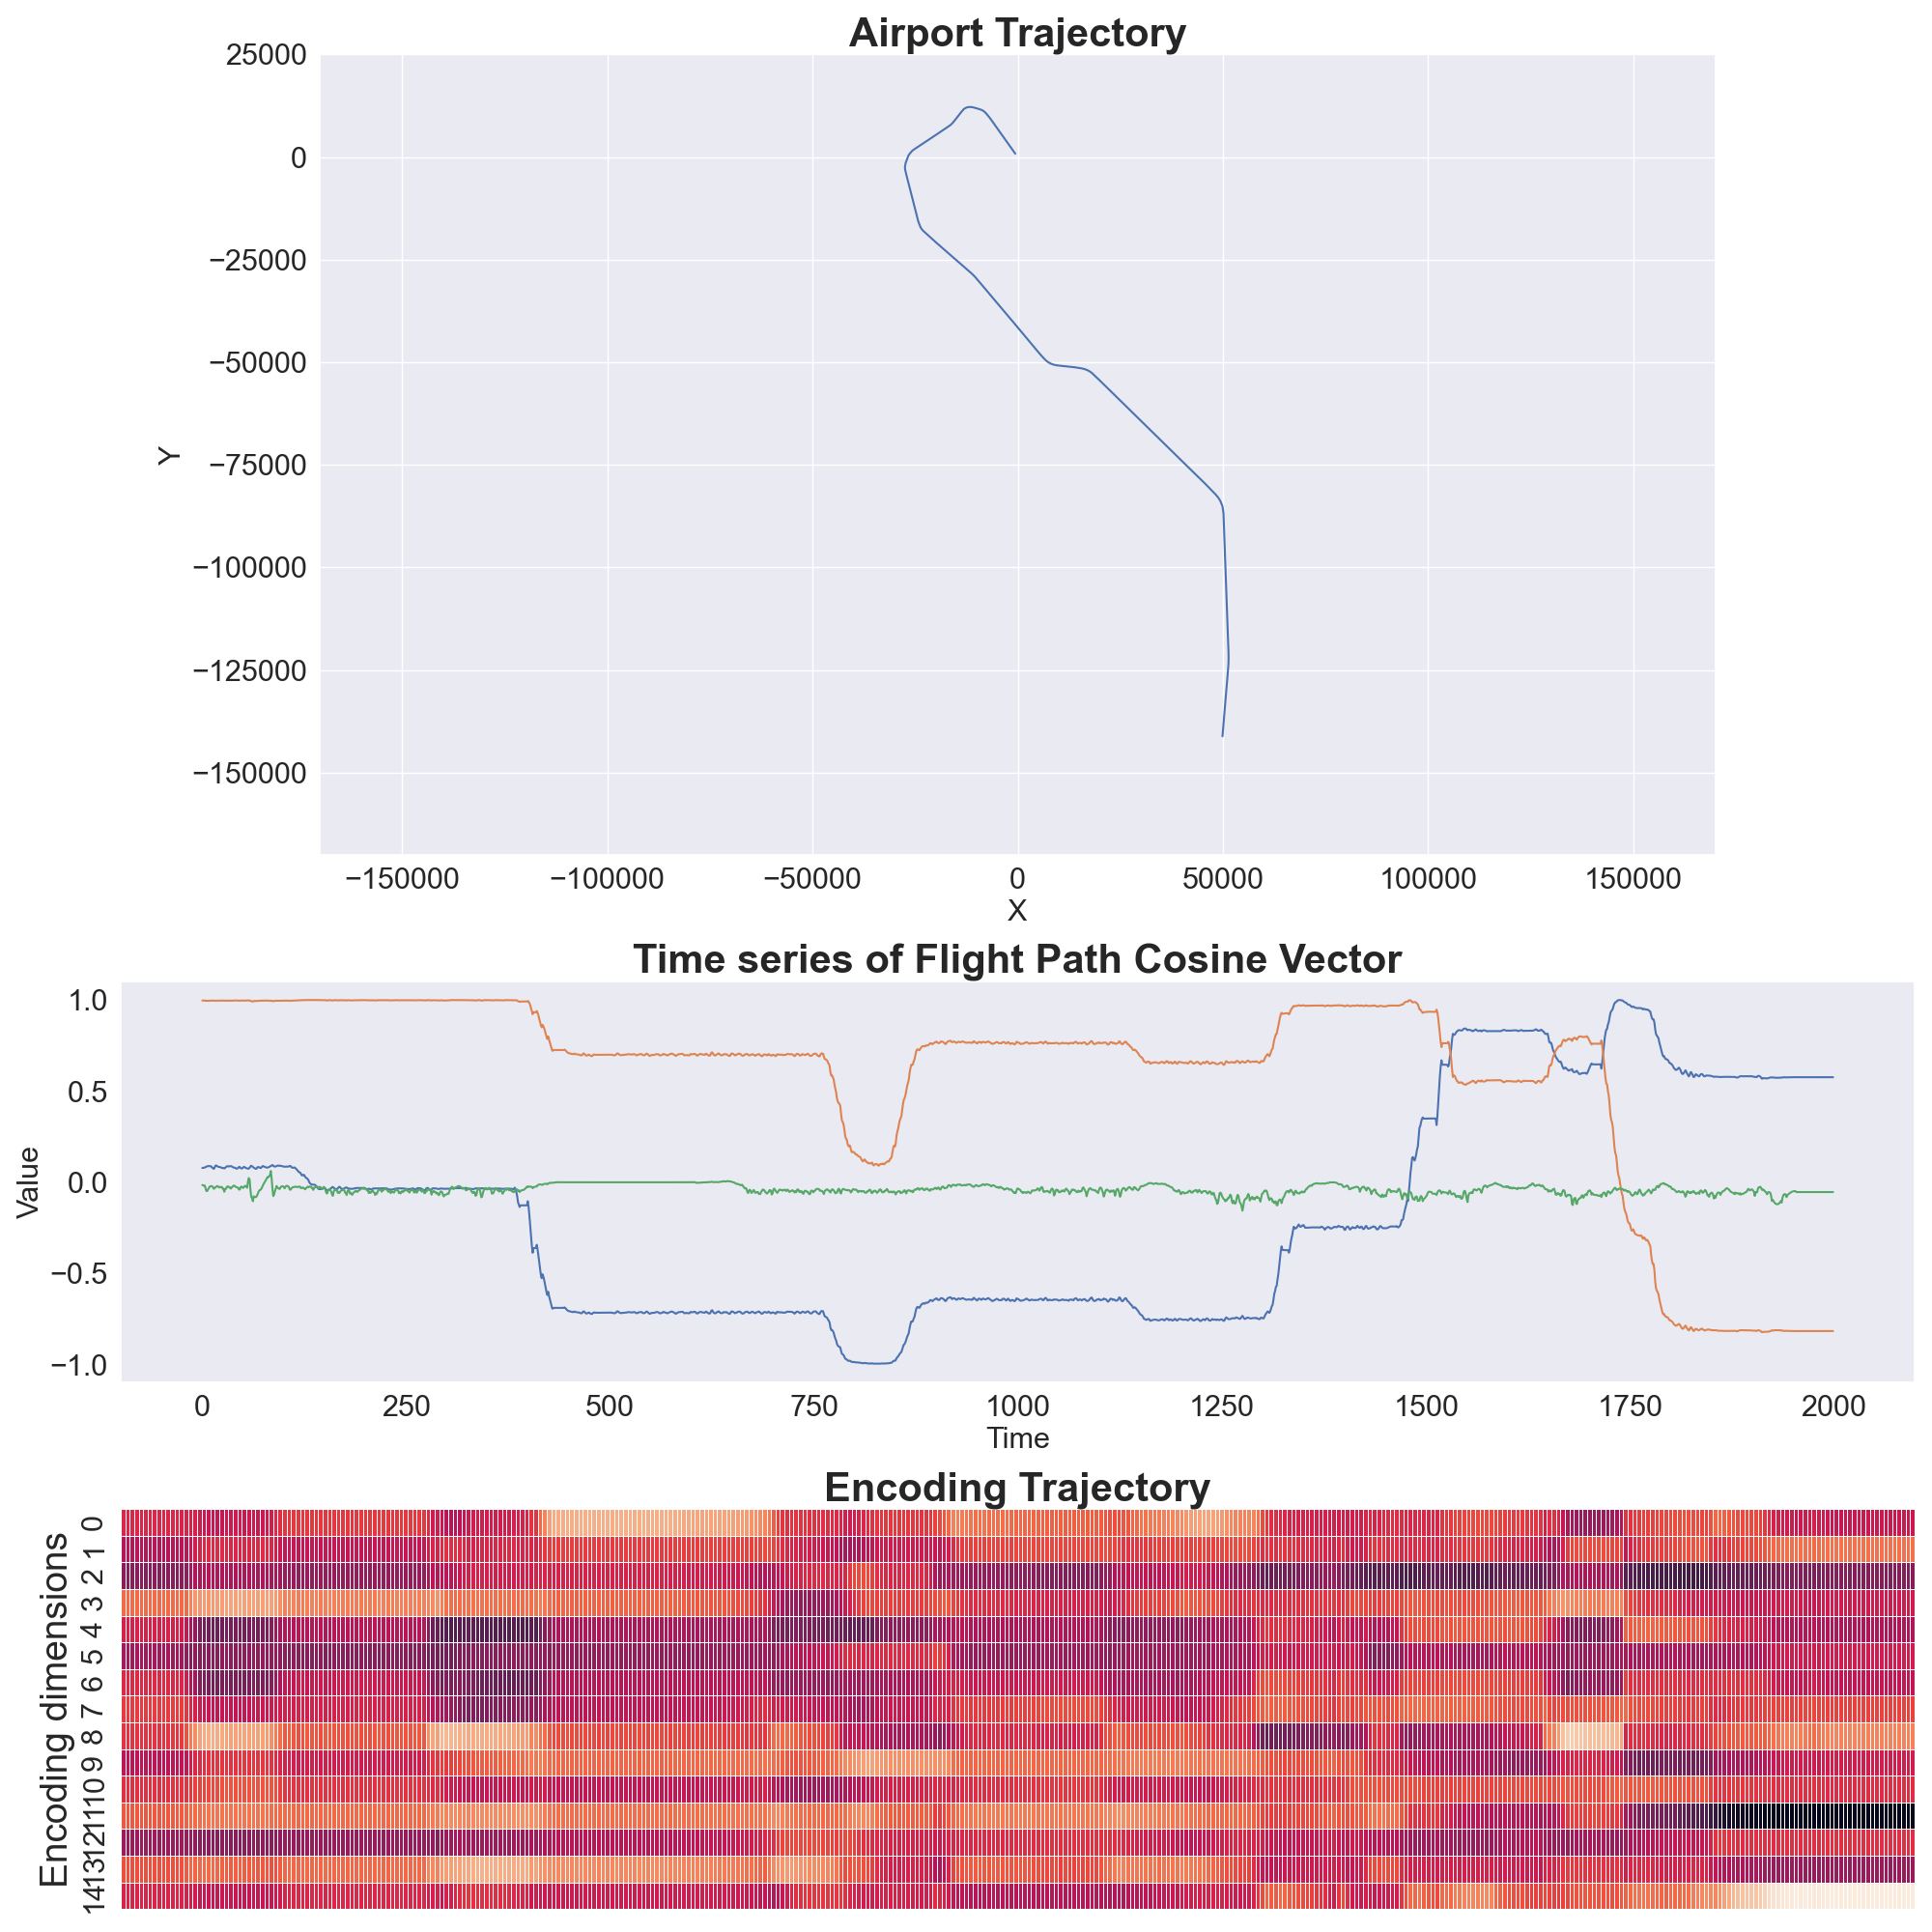 Airport Trajectory
25000
0
−25000
−50000
−75000
−100000
−125000
−150000
Y
−150000 −100000 −50000 0 50000 100000 150000
X
Time series of Flight Path Cosine Vector
1.0
0.5
0.0
−0.5
−1.0
Value
0 250 500 750 1000 1250 1500 1750 2000
Time
Encoding Trajectory
Encoding dimensions
0
1
2
3
4
5
6
7
8
9
10
11
12
13
14